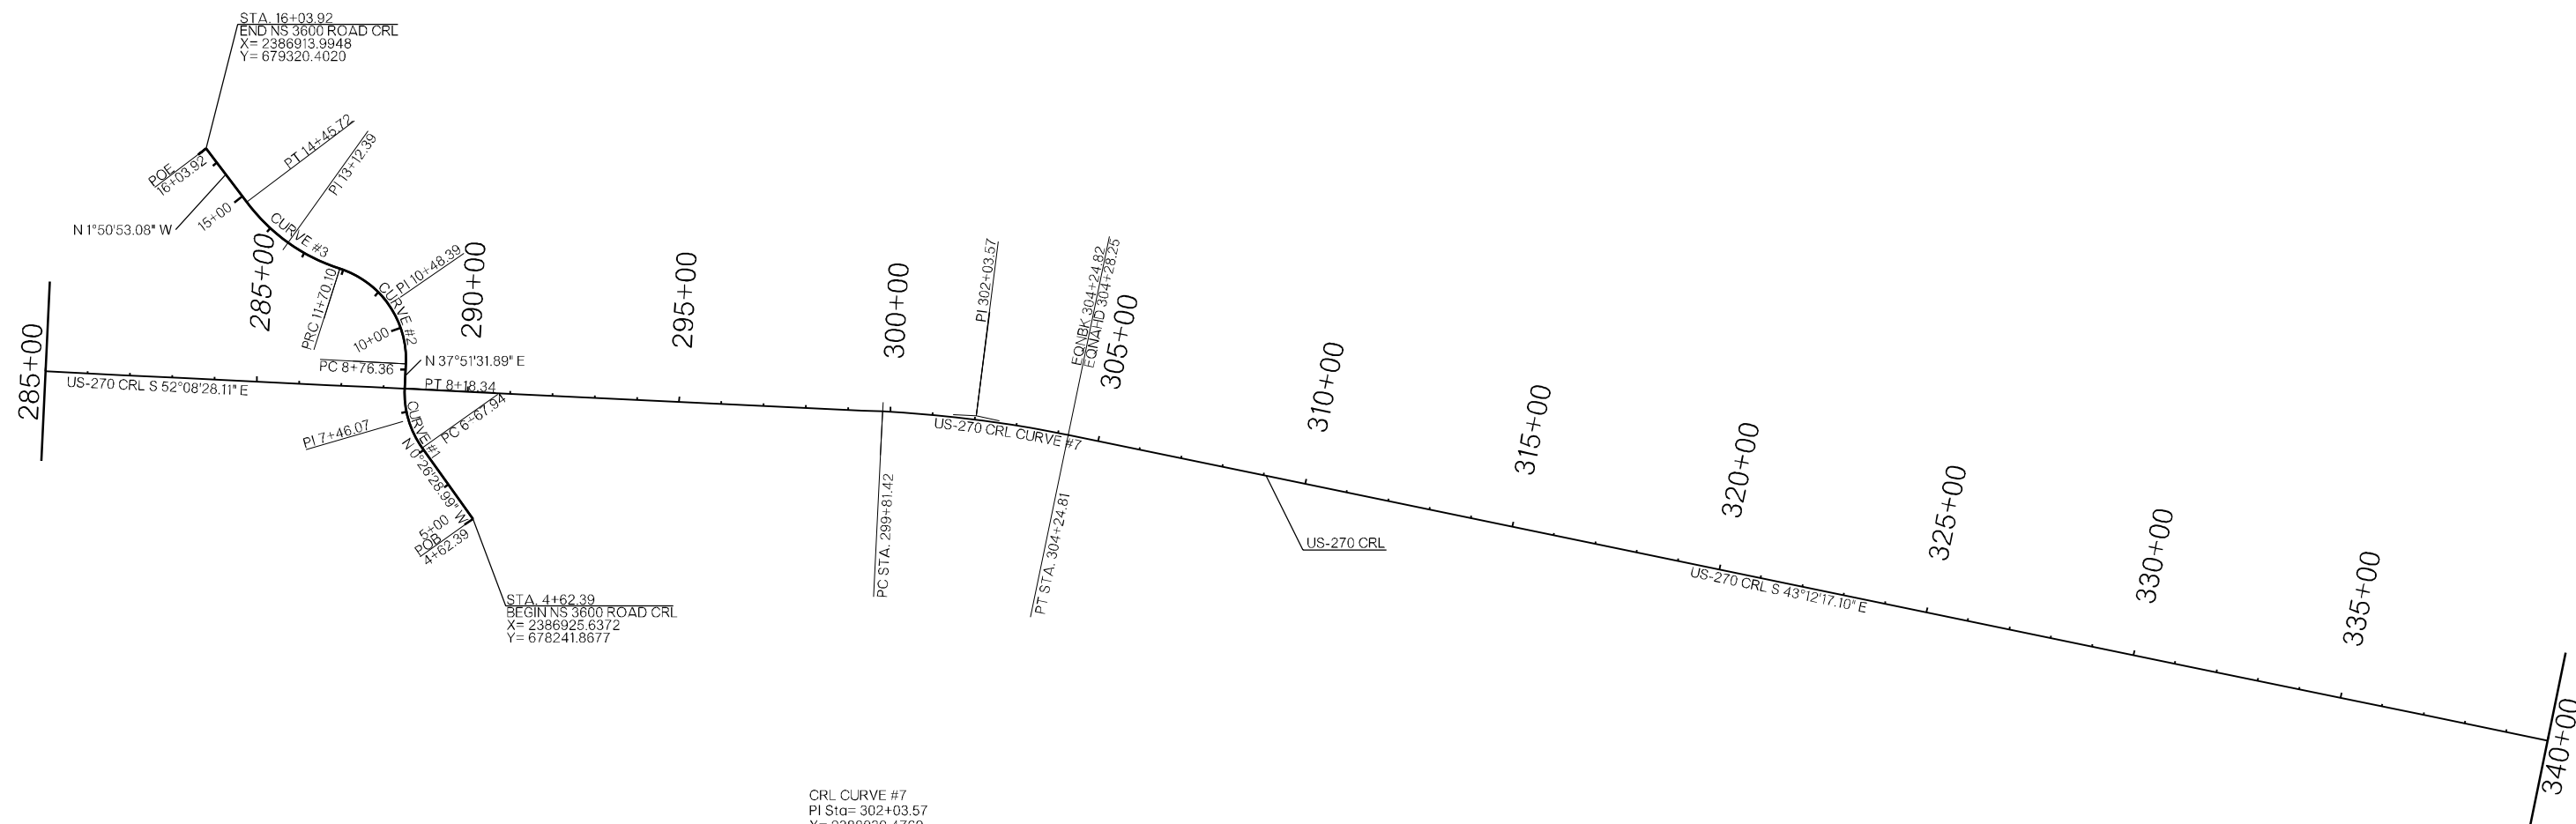 STA. 16+03.92
END NS 3600 ROAD CRL
X= 2386913.9948
Y= 679320.4020
PT 14+45.72
PI 13+12.39
POE
16+03.92
15+00
N 1°50'53.08" W
CURVE #3
285+00
PRC 11+70.10
PI 10+48.39
CURVE #2
10+00
290+00
295+00
300+00
PI 302+03.57
EQNBK 304+24.82
EQNAHD 304+28.25
305+00
310+00
315+00
320+00
325+00
330+00
335+00
340+00
285+00
US-270 CRL S 52°08'28.11" E
PC 8+76.36
N 37°51'31.89" E
PT 8+18.34
CURVE #1
PC 6+67.94
PI 7+46.07
N 0°26'28.99" W
5+00
POB
4+62.39
US-270 CRL CURVE #7
PC STA. 299+81.42
PT STA. 304+24.81
US-270 CRL
US-270 CRL S 43°12'17.10" E
STA. 4+62.39
BEGIN NS 3600 ROAD CRL
X= 2386925.6372
Y= 678241.8677
CRL CURVE #7
PI Sta= 302+03.57